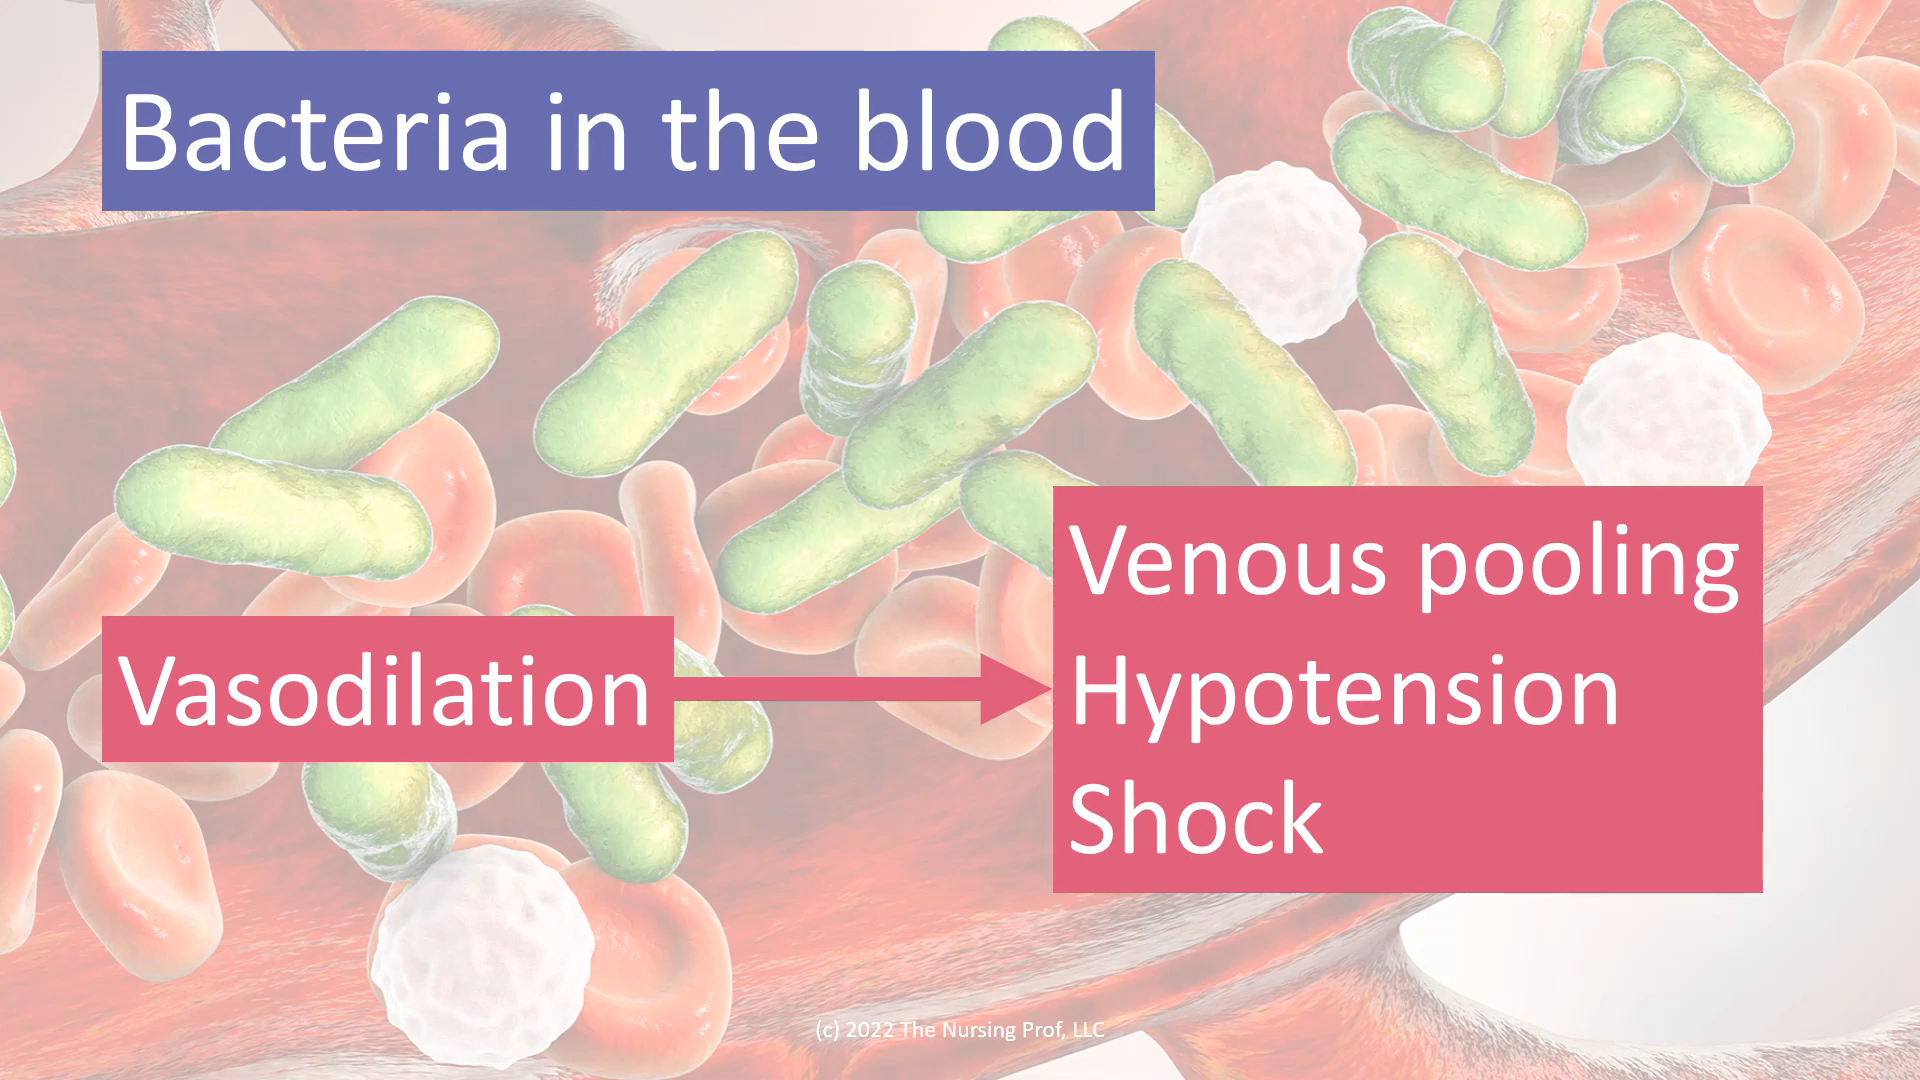 Bacteria in the blood
Vasodilation
Venous pooling
Hypotension
Shock
(c) 2022 The Nursing Prof, LLC